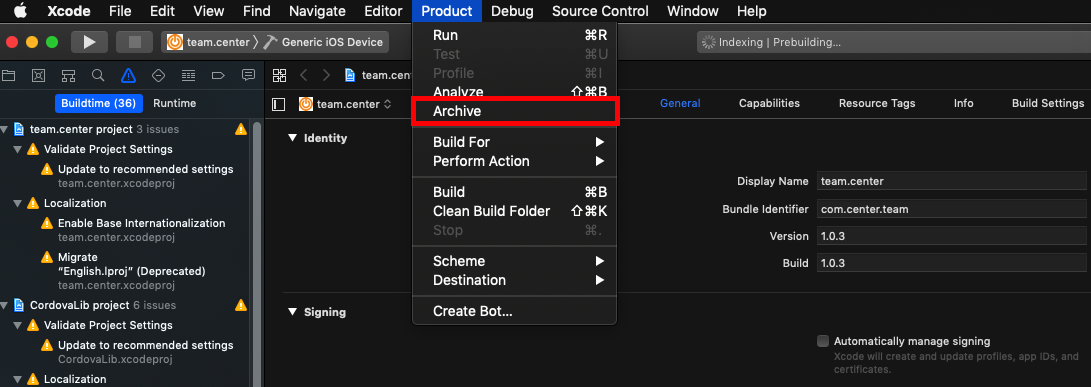 Xcode File Edit View Find Navigate Editor Product Debug Source Control Window Help
team.center Generic iOS Device
Indexing | Prebuilding...
Buildtime (36) Runtime
team.center project 3 issues
Validate Project Settings
Update to recommended settings
team.center.xcodeproj
Localization
Enable Base Internationalization
team.center.xcodeproj
Migrate
“English.lproj” (Deprecated)
team.center.xcodeproj
CordovaLib project 6 issues
Validate Project Settings
Update to recommended settings
CordovaLib.xcodeproj
Localization
Run ⌘R
Test ⌘U
Profile ⌘I
Analyze ⇧⌘B
Archive
Build For
Perform Action
Build ⌘B
Clean Build Folder ⇧⌘K
Stop ⌘.
Scheme
Destination
Create Bot...
team.cen
team.center
General Capabilities Resource Tags Info Build Settings
Identity
Display Name team.center
Bundle Identifier com.center.team
Version 1.0.3
Build 1.0.3
Signing
Automatically manage signing
Xcode will create and update profiles, app IDs, and
certificates.